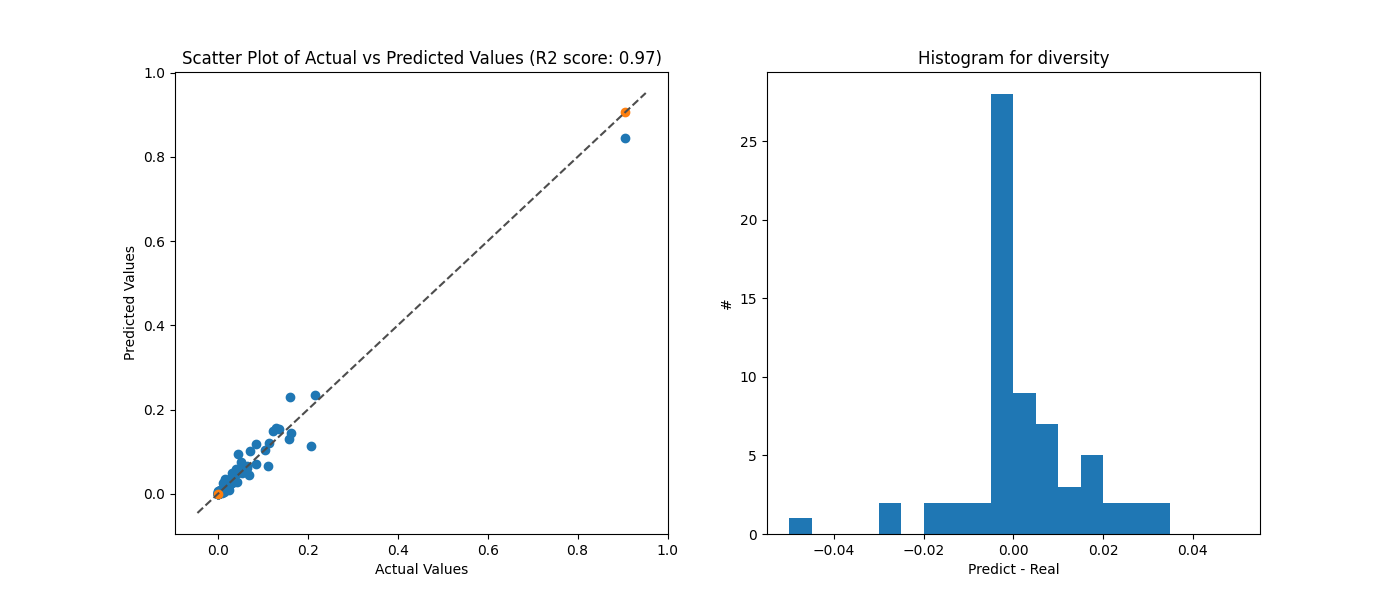 Scatter Plot of Actual vs Predicted Values (R2 score: 0.97)
1.0
0.8
0.6
0.4
0.2
0.0
Predicted Values
0.0 0.2 0.4 0.6 0.8 1.0
Actual Values
Histogram for diversity
25
20
15
10
5
0
#
−0.04 −0.02 0.00 0.02 0.04
Predict - Real